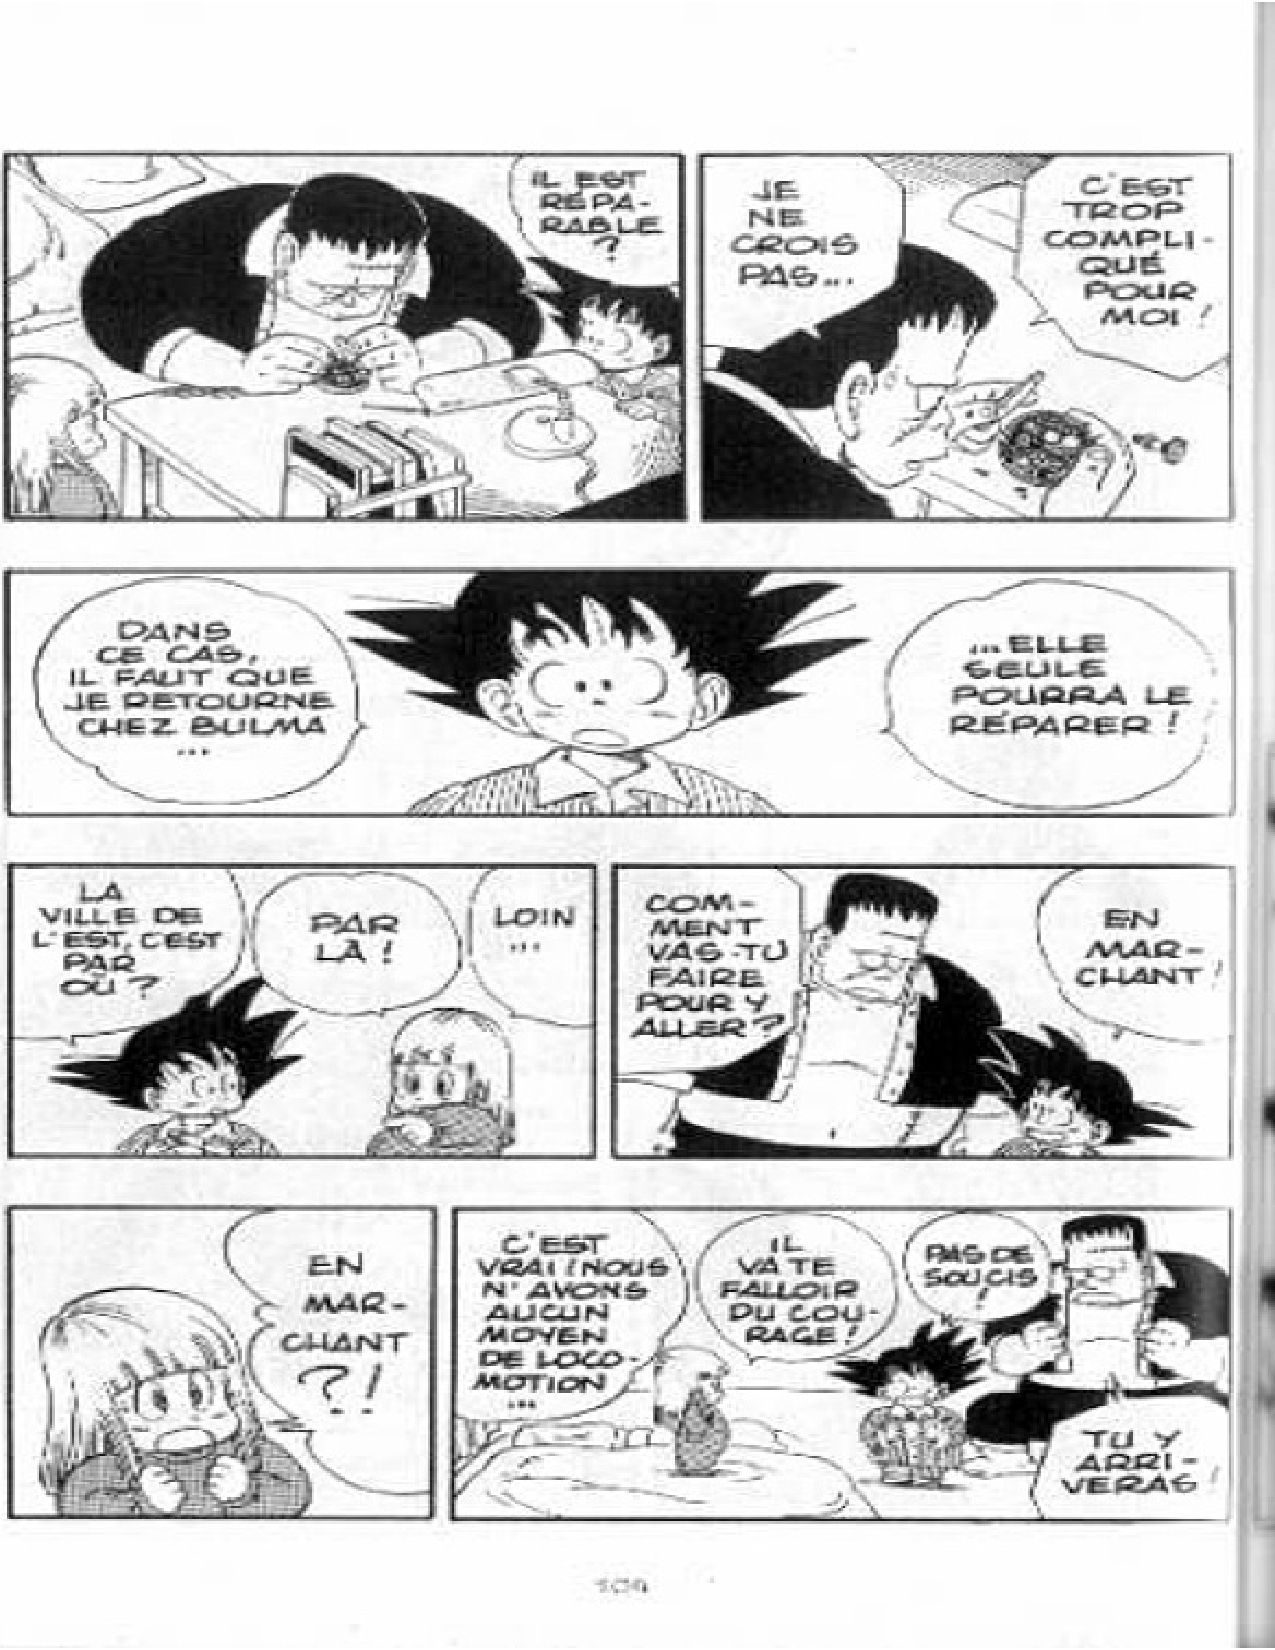 IL EST
RÉPA-
RABLE
?
JE
NE
CROIS
PAS...
C'EST
TROP
COMPLI-
QUÉ
POUR
MOI !
DANS
CE CAS,
IL FAUT QUE
JE RETOURNE
CHEZ BULMA
...
...ELLE
SEULE
POURRA LE
RÉPARER !
LA
VILLE DE
L'EST, C'EST
PAR
OÙ ?
PAR
LÀ !
LOIN
...
COM-
MENT
VAS-TU
FAIRE
POUR Y
ALLER ?
EN
MAR-
CHANT !
EN
MAR-
CHANT
?!
C'EST
VRAI ! NOUS
N'AVONS
AUCUN
MOYEN
DE LOCO-
MOTION
...
IL
VA TE
FALLOIR
DU COU-
RAGE !
PAS DE
SOUCIS
!
TU Y
ARRI-
VERAS !